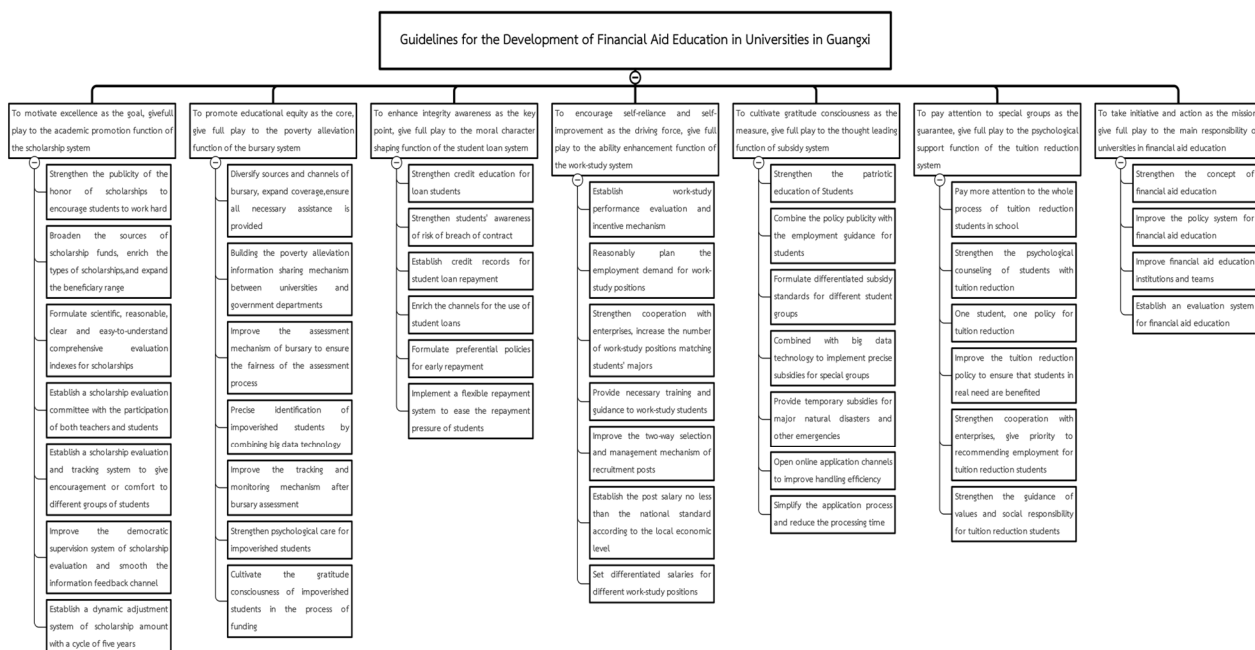 Guidelines for the Development of Financial Aid Education in Universities in Guangxi
To motivate excellence as the goal, givefull
play to the academic promotion function of
the scholarship system
Strengthen the publicity of the
honor of scholarships to
encourage students to work hard
Broaden the sources of
scholarship funds, enrich the
types of scholarships,and expand
the beneficiary range
Formulate scientific, reasonable,
clear and easy-to-understand
comprehensive evaluation
indexes for scholarships
Establish a scholarship evaluation
committee with the participation
of both teachers and students
Establish a scholarship evaluation
and tracking system to give
encouragement or comfort to
different groups of students
Improve the democratic
supervision system of scholarship
evaluation and smooth the
information feedback channel
Establish a dynamic adjustment
system of scholarship amount
with a cycle of five years
To promote educational equity as the core,
give full play to the poverty alleviation
function of the bursary system
Diversify sources and channels of
bursary, expand coverage,ensure
all necessary assistance is
provided
Building the poverty alleviation
information sharing mechanism
between universities and
government departments
Improve the assessment
mechanism of bursary to ensure
the fairness of the assessment
process
Precise identification of
impoverished students by
combining big data technology
Improve the tracking and
monitoring mechanism after
bursary assessment
Strengthen psychological care for
impoverished students
Cultivate the gratitude
consciousness of impoverished
students in the process of
funding
To enhance integrity awareness as the key
point, give full play to the moral character
shaping function of the student loan system
Strengthen credit education for
loan students
Strengthen students' awareness
of risk of breach of contract
Establish credit records for
student loan repayment
Enrich the channels for the use of
student loans
Formulate preferential policies
for early repayment
Implement a flexible repayment
system to ease the repayment
pressure of students
To encourage self-reliance and self-
improvement as the driving force, give full
play to the ability enhancement function of
the work-study system
Establish work-study
performance evaluation and
incentive mechanism
Reasonably plan the
employment demand for work-
study positions
Strengthen cooperation with
enterprises, increase the number
of work-study positions matching
students' majors
Provide necessary training and
guidance to work-study students
Improve the two-way selection
and management mechanism of
recruitment posts
Establish the post salary no less
than the national standard
according to the local economic
level
Set differentiated salaries for
different work-study positions
To cultivate gratitude consciousness as the
measure, give full play to the thought leading
function of subsidy system
Strengthen the patriotic
education of Students
Combine the policy publicity with
the employment guidance for
students
Formulate differentiated subsidy
standards for different student
groups
Combined with big data
technology to implement precise
subsidies for special groups
Provide temporary subsidies for
major natural disasters and
other emergencies
Open online application channels
to improve handling efficiency
Simplify the application process
and reduce the processing time
To pay attention to special groups as the
guarantee, give full play to the psychological
support function of the tuition reduction
system
Pay more attention to the whole
process of tuition reduction
students in school
Strengthen the psychological
counseling of students with
tuition reduction
One student, one policy for
tuition reduction
Improve the tuition reduction
policy to ensure that students in
real need are benefited
Strengthen cooperation with
enterprises, give priority to
recommending employment for
tuition reduction students
Strengthen the guidance of
values and social responsibility
for tuition reduction students
To take initiative and action as the mission,
give full play to the main responsibility of
universities in financial aid education
Strengthen the concept of
financial aid education
Improve the policy system for
financial aid education
Improve financial aid education
institutions and teams
Establish an evaluation system
for financial aid education